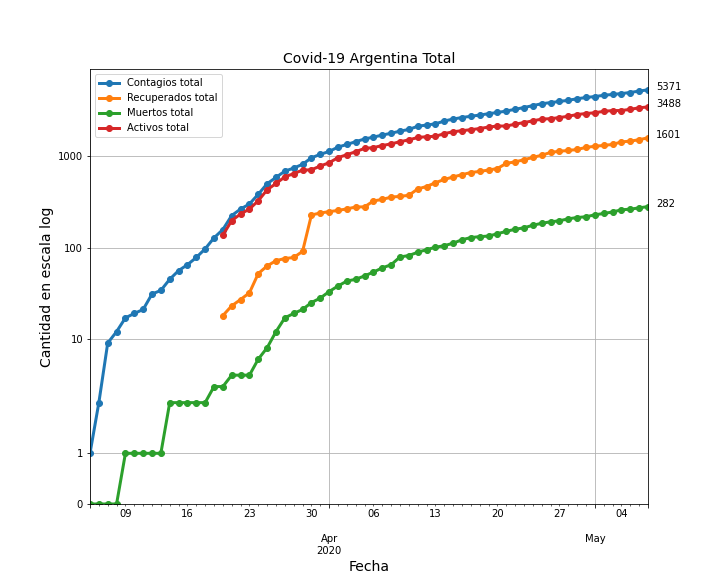 Covid-19 Argentina Total
Contagios total
Recuperados total
Muertos total
Activos total
5371
3488
1601
282
1000
100
10
1
0
Cantidad en escala log
09 16 23 30 06 13 20 27 04
Apr May
2020
Fecha